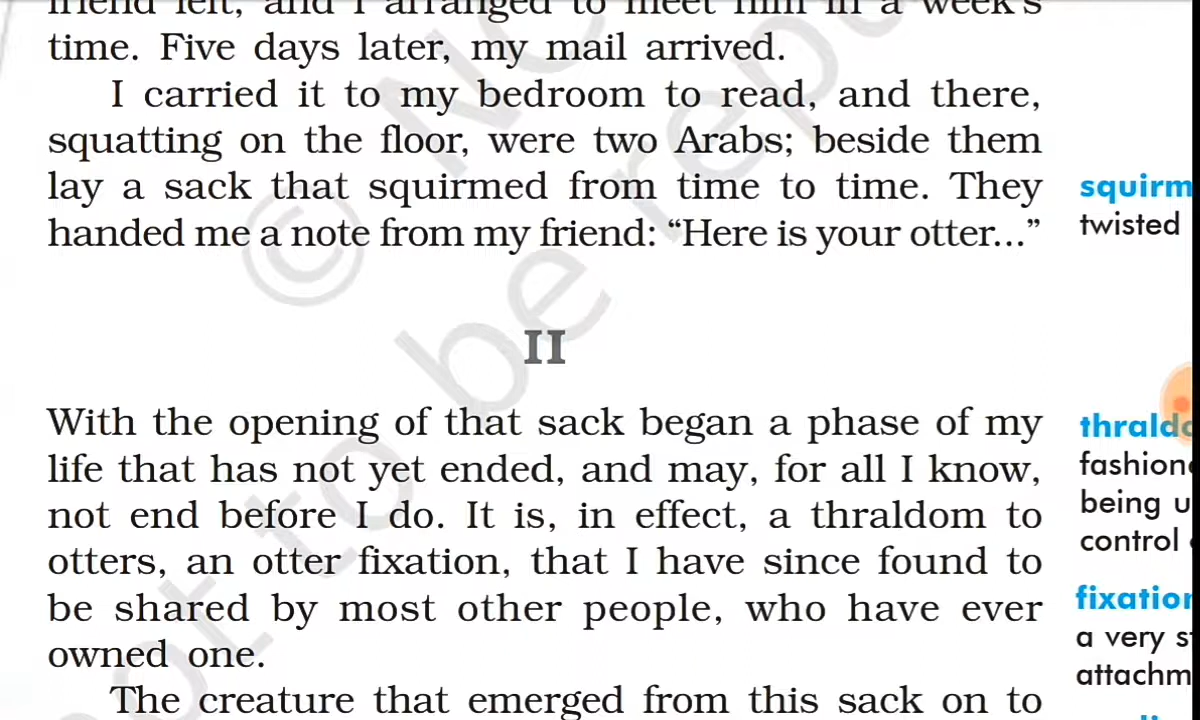 friend left, and I arranged to meet him in a week's
time. Five days later, my mail arrived.
I carried it to my bedroom to read, and there,
squatting on the floor, were two Arabs; beside them
lay a sack that squirmed from time to time. They
handed me a note from my friend: “Here is your otter...”
squirm
twisted
II
With the opening of that sack began a phase of my
life that has not yet ended, and may, for all I know,
not end before I do. It is, in effect, a thraldom to
otters, an otter fixation, that I have since found to
be shared by most other people, who have ever
owned one.
The creature that emerged from this sack on to
thraldo
fashion
being u
control
fixation
a very s
attachm
© N
be repu
not to